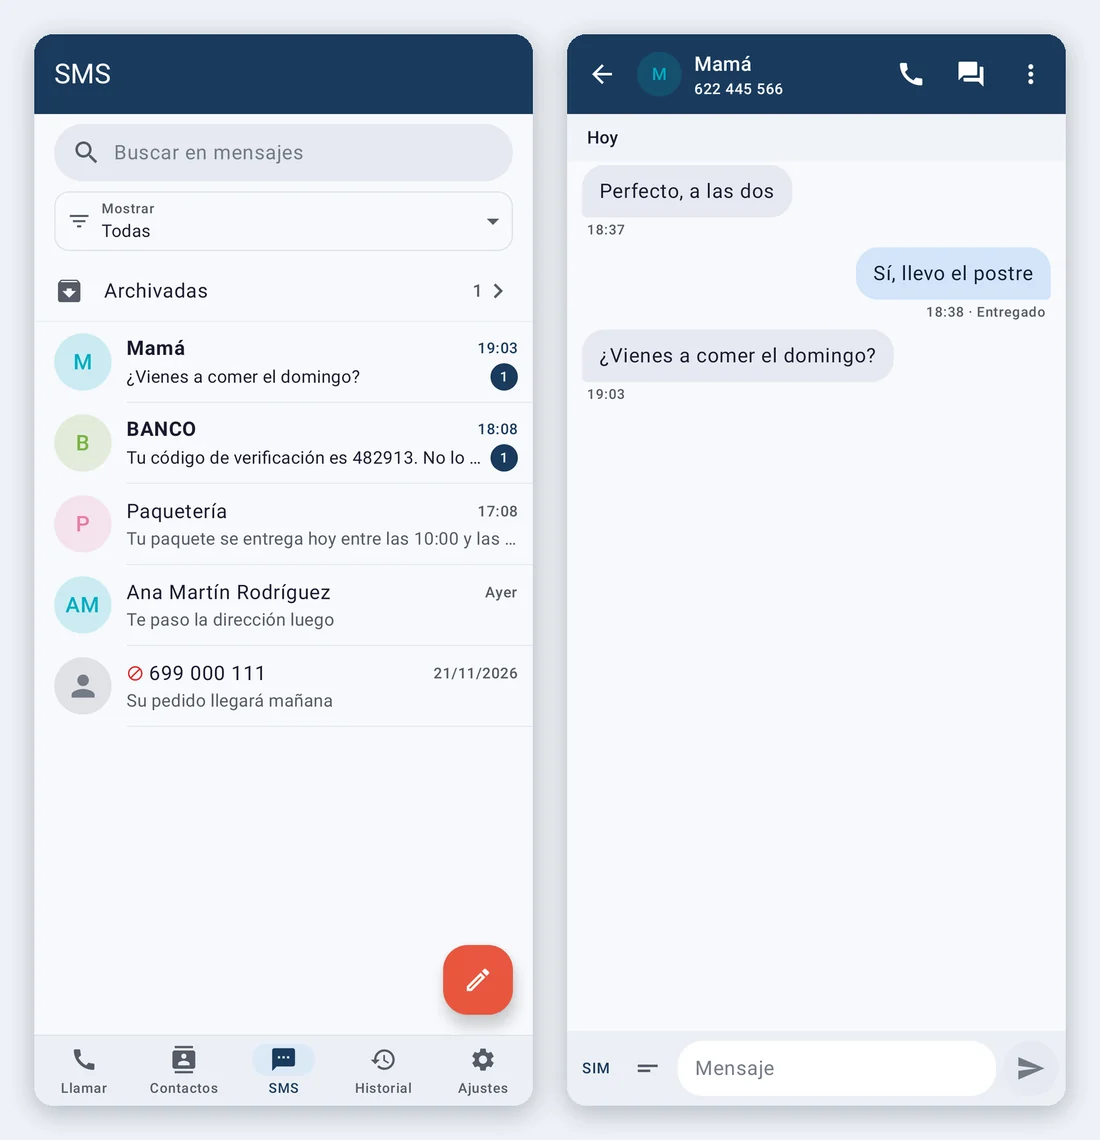 SMS
Buscar en mensajes
Mostrar
Todas
Archivadas 1
M
Mamá 19:03
¿Vienes a comer el domingo? 1
B
BANCO 18:08
Tu código de verificación es 482913. No lo ... 1
P
Paquetería 17:08
Tu paquete se entrega hoy entre las 10:00 y las ...
AM
Ana Martín Rodríguez Ayer
Te paso la dirección luego
699 000 111 21/11/2026
Su pedido llegará mañana
Llamar Contactos SMS Historial Ajustes
M
Mamá
622 445 566
Hoy
Perfecto, a las dos
18:37
Sí, llevo el postre
18:38 · Entregado
¿Vienes a comer el domingo?
19:03
SIM Mensaje